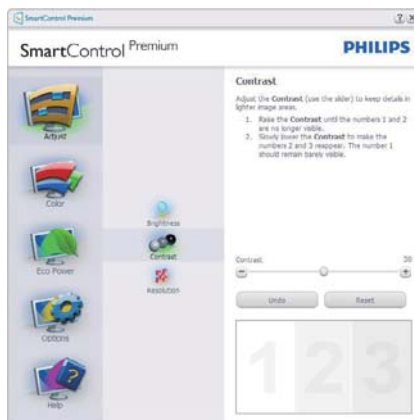 SmartControl Premium
SmartControl Premium
PHILIPS
Adjust
Color
Eco Power
Options
Help
Brightness
Contrast
Resolution
Contrast
Adjust the Contrast (use the slider) to keep details in
lighter image areas.
1. Raise the Contrast until the numbers 1 and 2
are no longer visible.
2. Slowly lower the Contrast to make the
numbers 2 and 3 reappear. The number 1
should remain barely visible.
Contrast
Undo
Reset
1 2 3